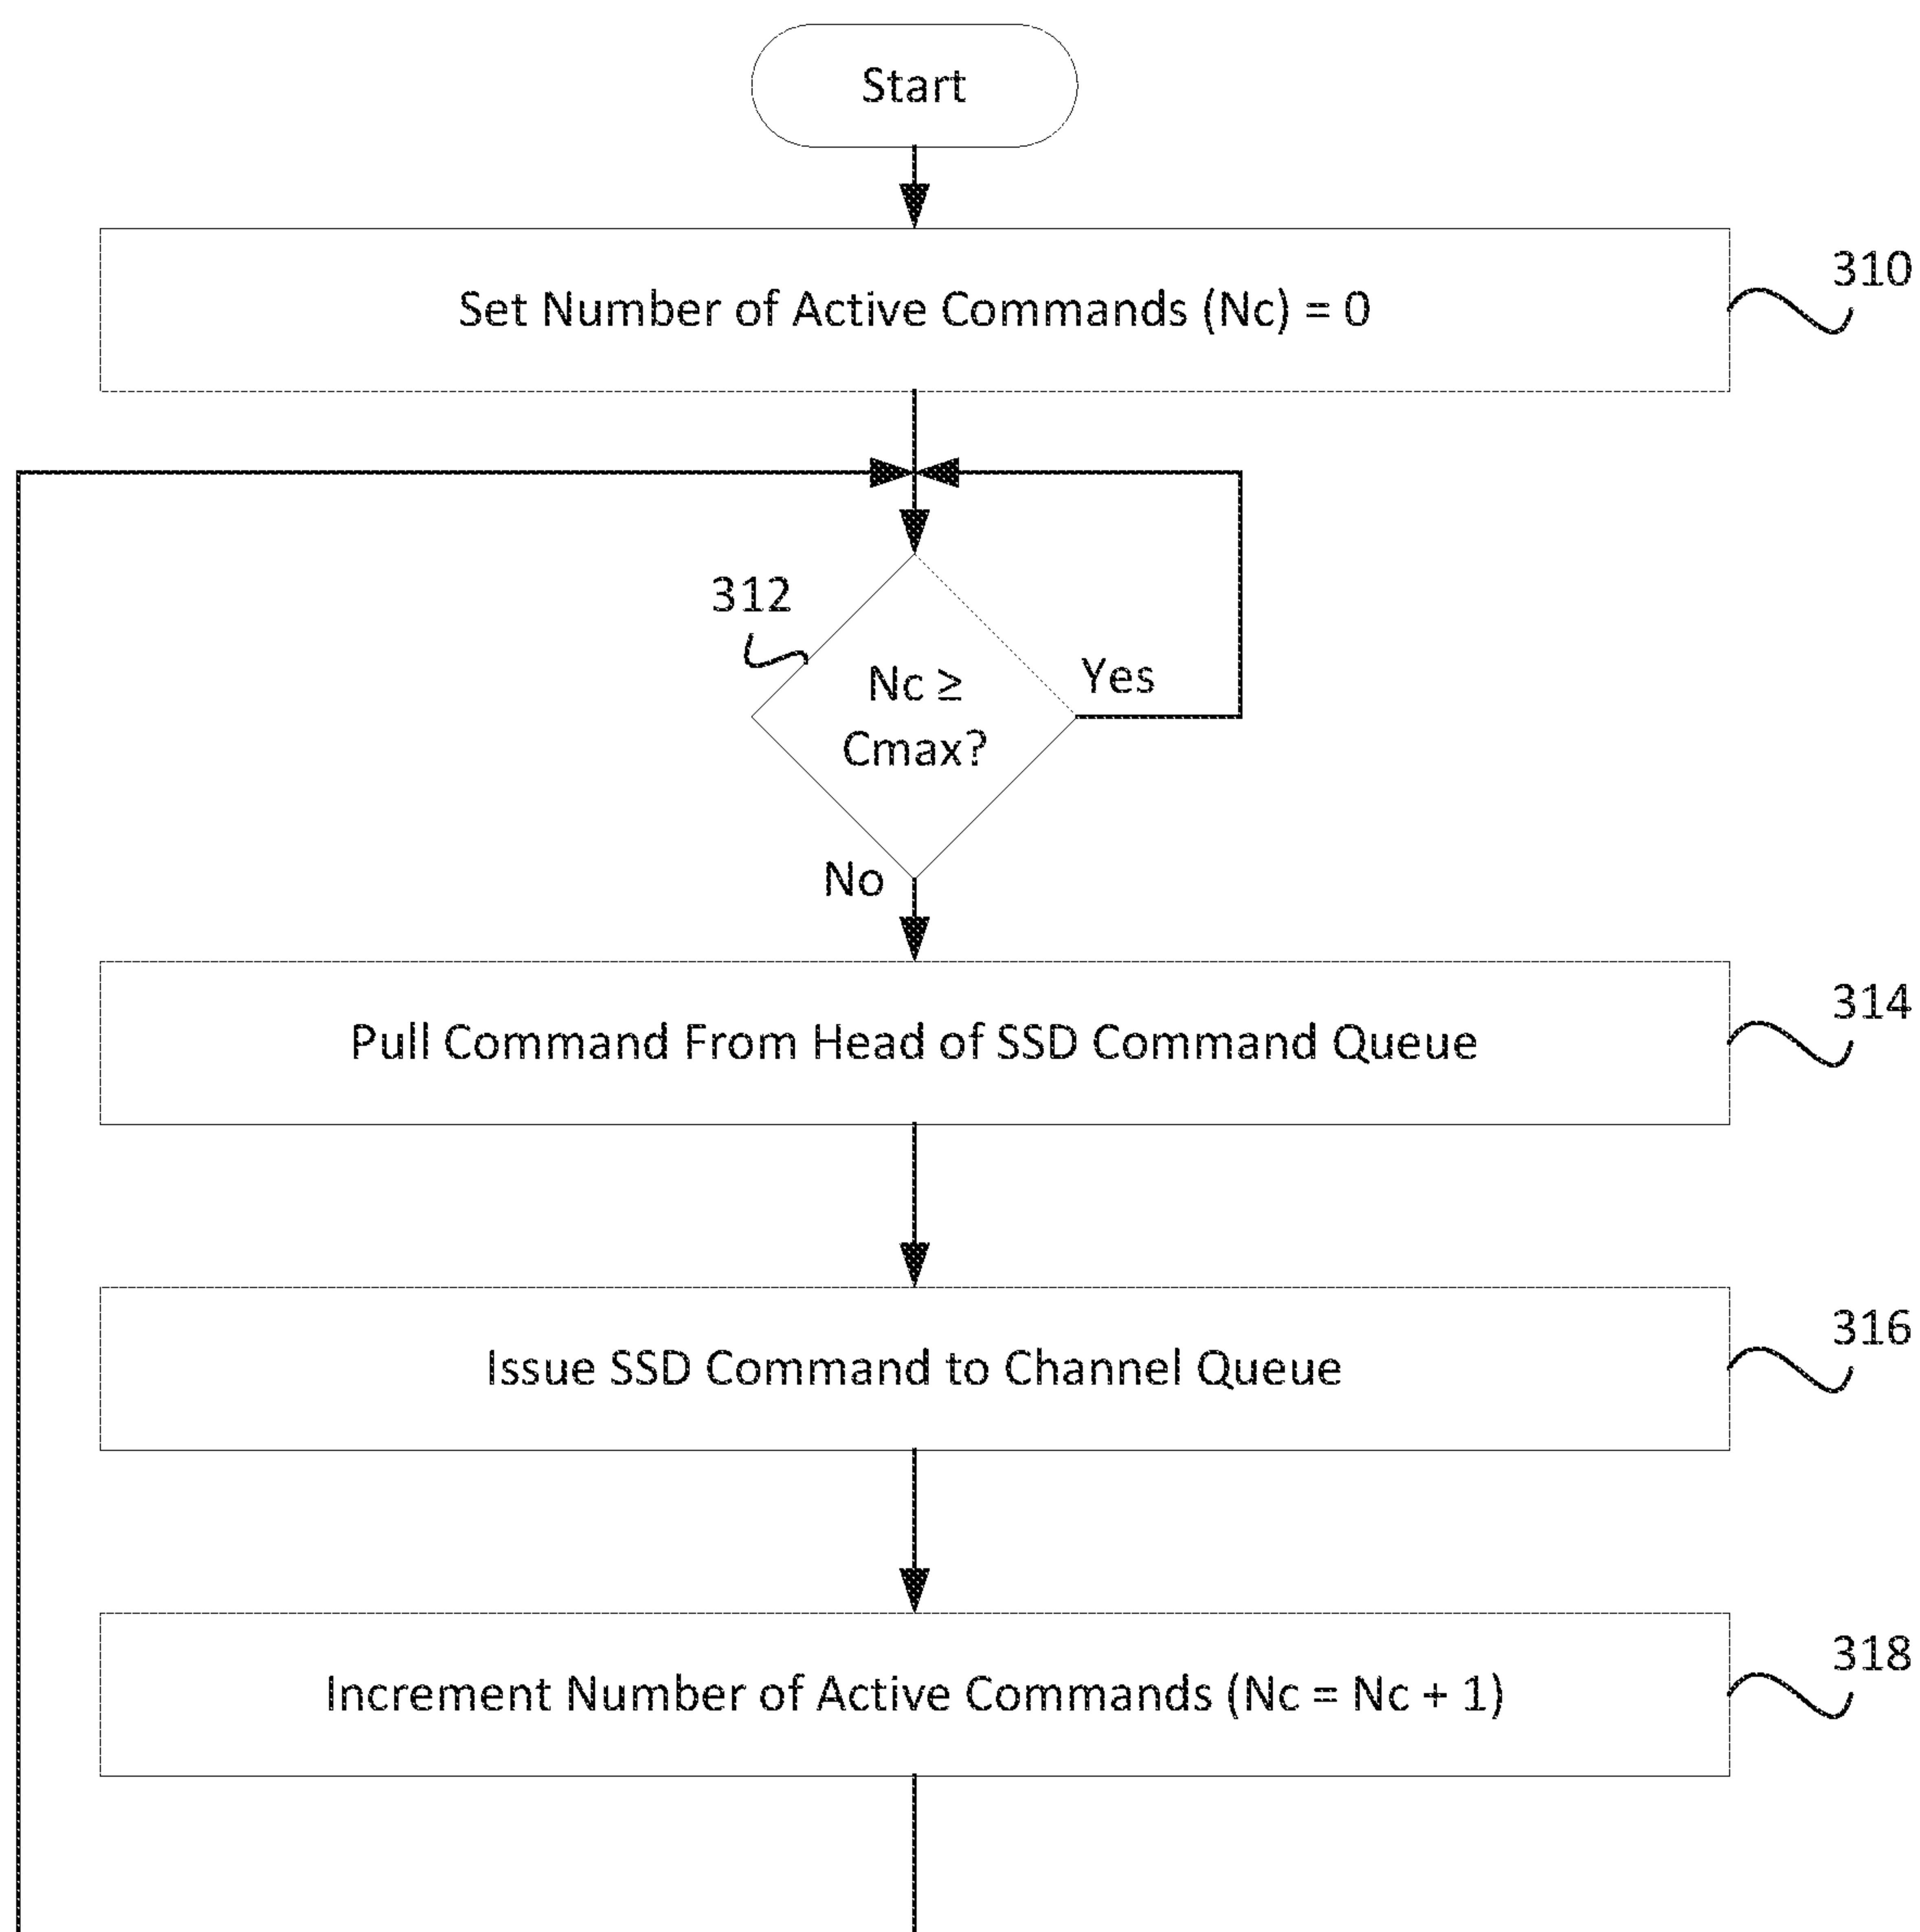 Start
Set Number of Active Commands (Nc) = 0
310
312
Nc ≥
Cmax?
Yes
No
Pull Command From Head of SSD Command Queue
314
Issue SSD Command to Channel Queue
316
Increment Number of Active Commands (Nc = Nc + 1)
318